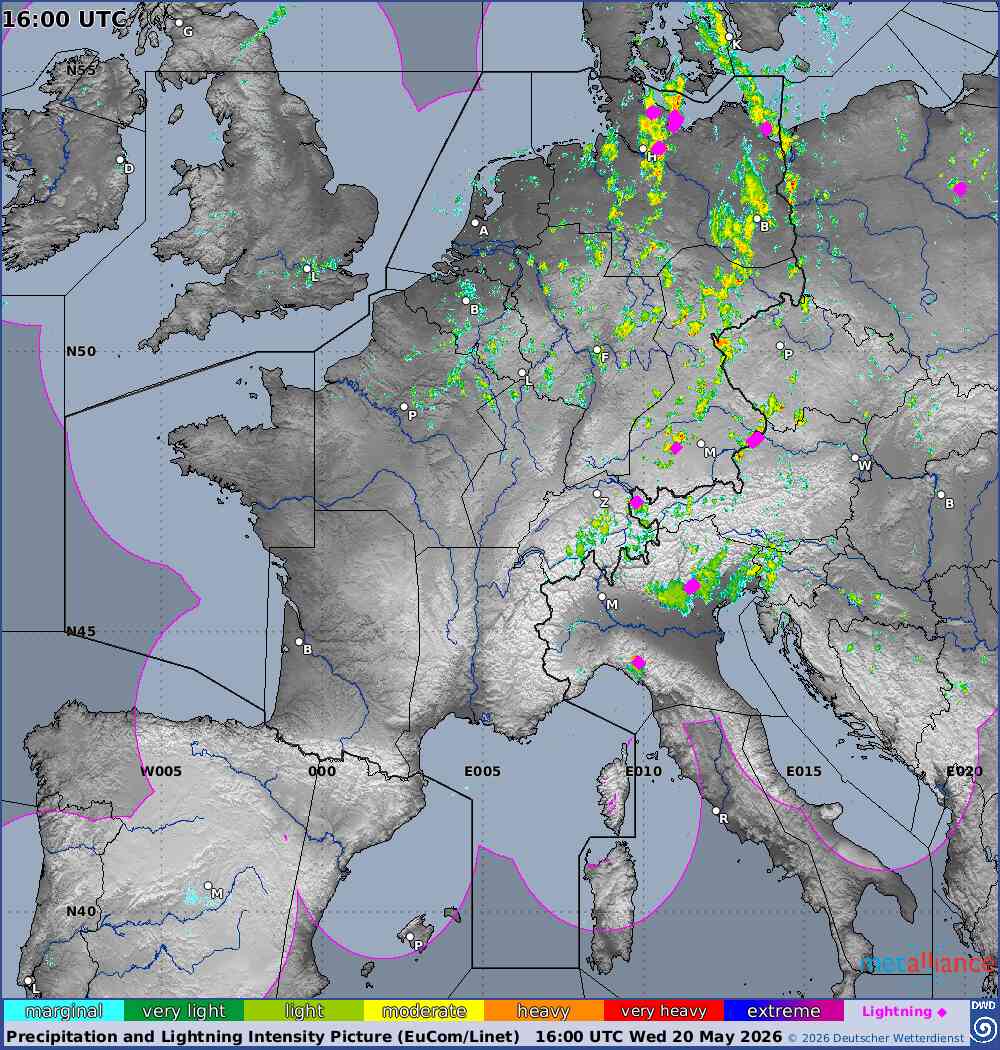 16:00 UTC
G
K
N55
D
H
A
B
L
B
N50
F
P
L
P
M
W
Z
B
M
N45
B
W005
000
E005
E010
E015
E020
R
M
N40
P
L
metalliance
marginal
very light
light
moderate
heavy
very heavy
extreme
Lightning ◆
DWD
Precipitation and Lightning Intensity Picture (EuCom/Linet) 16:00 UTC Wed 20 May 2026 © 2026 Deutscher Wetterdienst